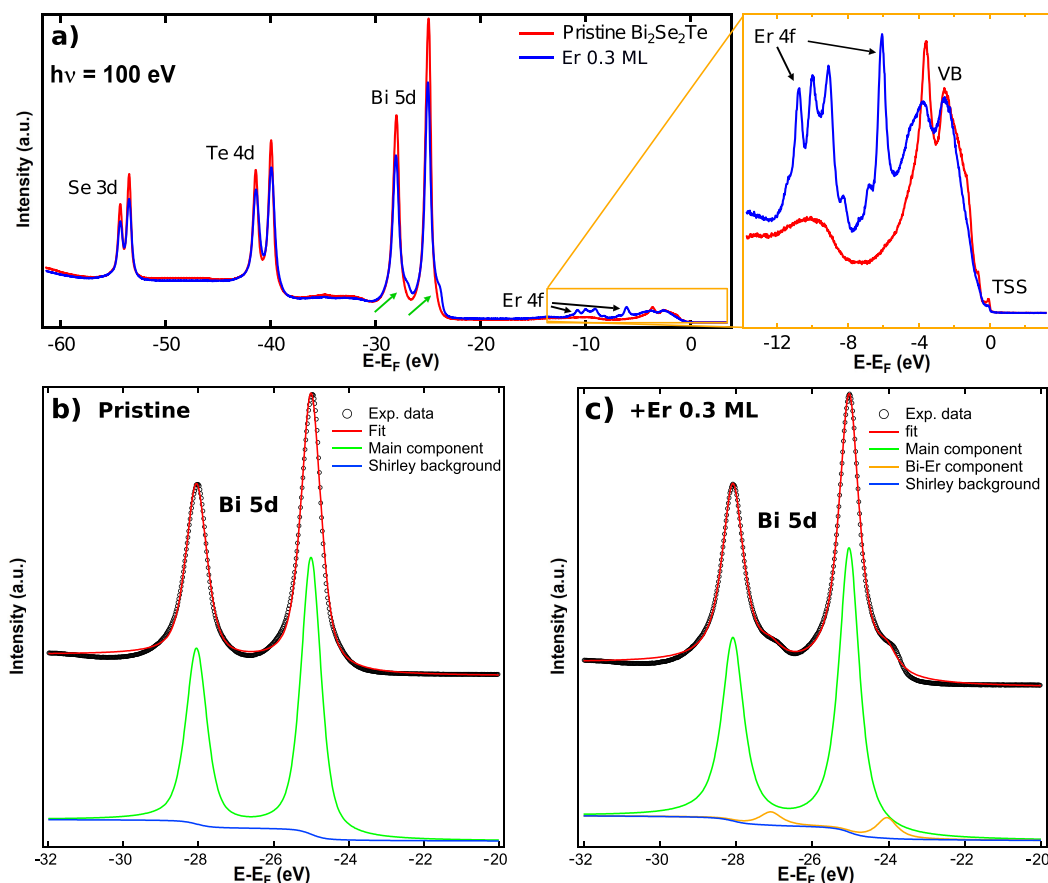 a)
hν = 100 eV
Pristine Bi₂Se₂Te
Er 0.3 ML
Se 3d
Te 4d
Bi 5d
Er 4f
Intensity (a.u.)
-60 -50 -40 -30 -20 -10 0
E-E_F (eV)
Er 4f
VB
TSS
-12 -8 -4 0
E-E_F (eV)
b) Pristine
Exp. data
Fit
Main component
Shirley background
Bi 5d
Intensity (a.u.)
-32 -30 -28 -26 -24 -22 -20
E-E_F (eV)
c) +Er 0.3 ML
Exp. data
fit
Main component
Bi-Er component
Shirley background
Bi 5d
Intensity (a.u.)
-32 -30 -28 -26 -24 -22 -20
E-E_F (eV)